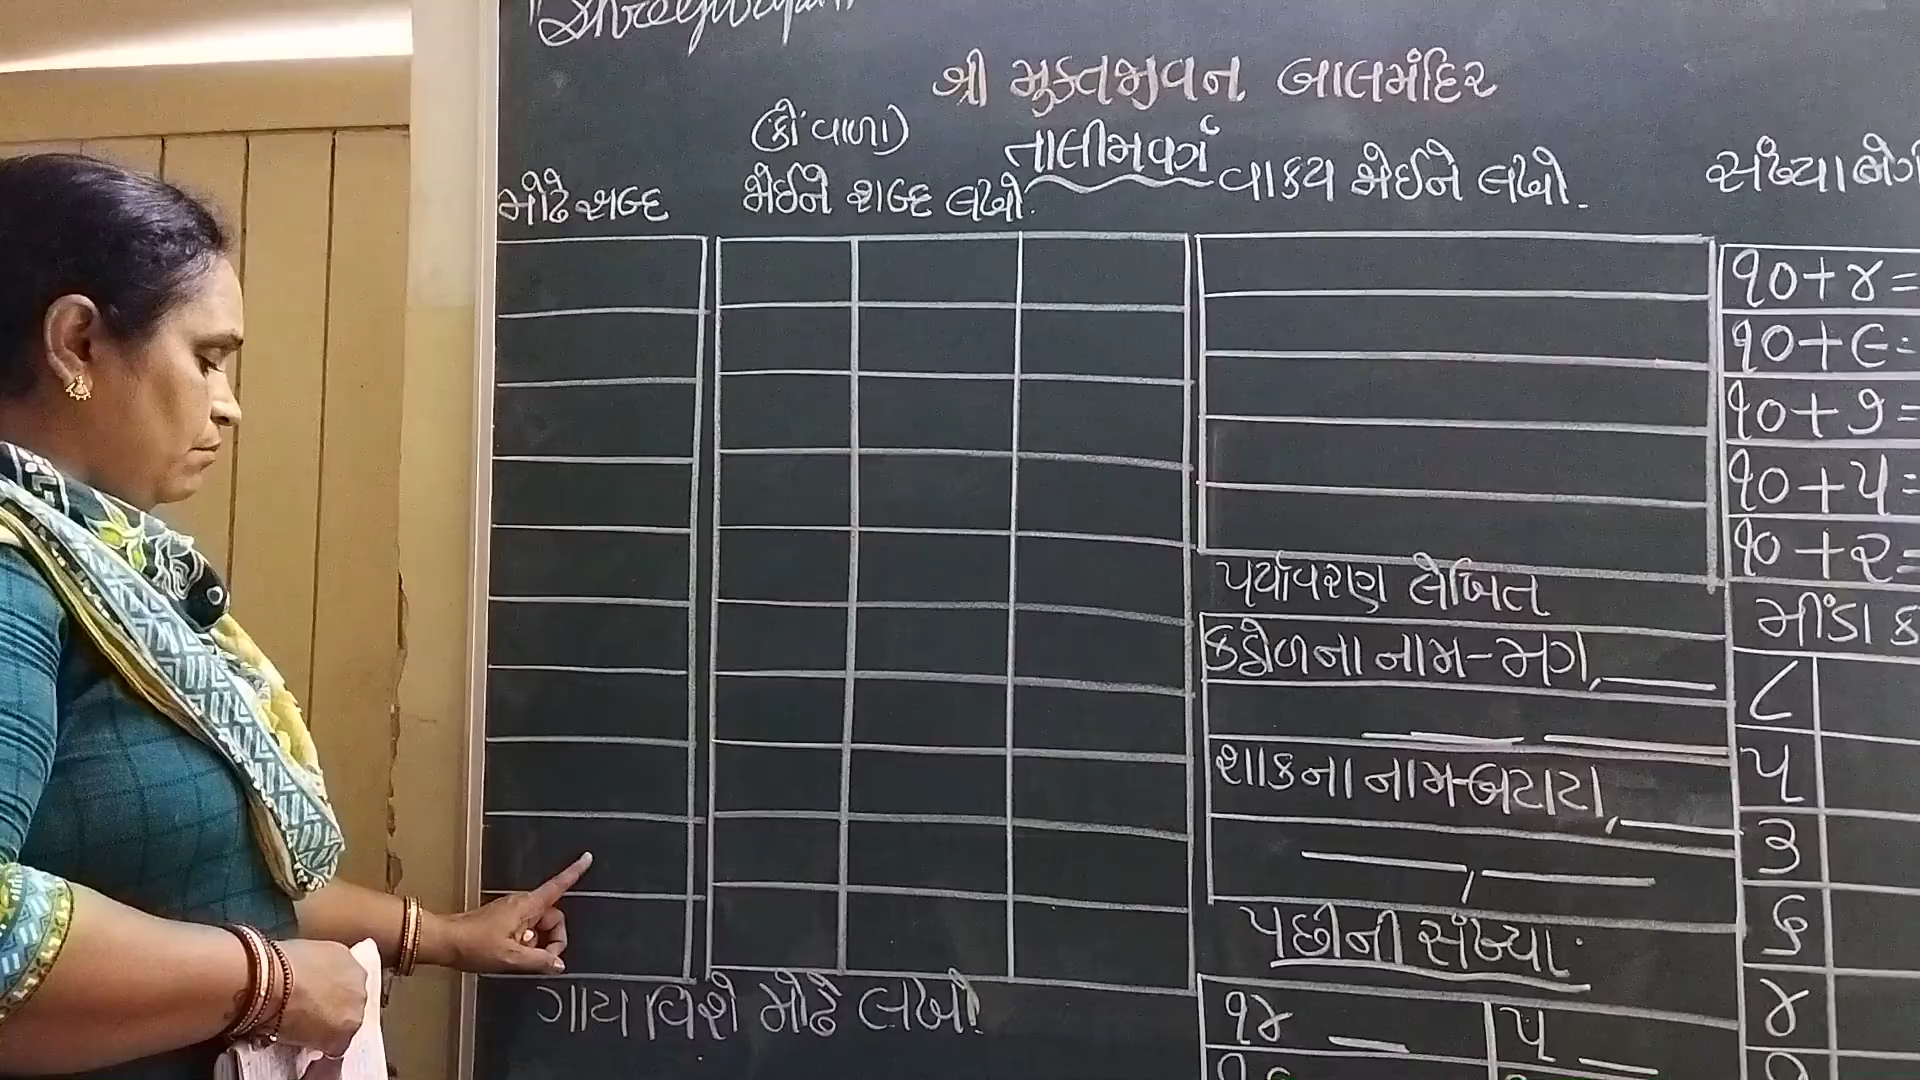 શ્રી મુક્તજીવન બાલમંદિર
તાલીમવર્ગ
મોઢે શબ્દ
(કો વાળા)
જોઈને શબ્દ લખો.
વાક્ય જોઈને લખો.
સંખ્યા
૧૦+૪=
૧૦+૯=
૧૦+૭=
૧૦+૫=
૧૦+૨=
પર્યાવરણ લેખિત
કઠોળના નામ-મગ,
શાકના નામ-બટાટા,
પછીની સંખ્યા
૧૪ ૫
મીંડા
૮
૫
૩
૬
૪
ગાય વિશે મોઢે લખો